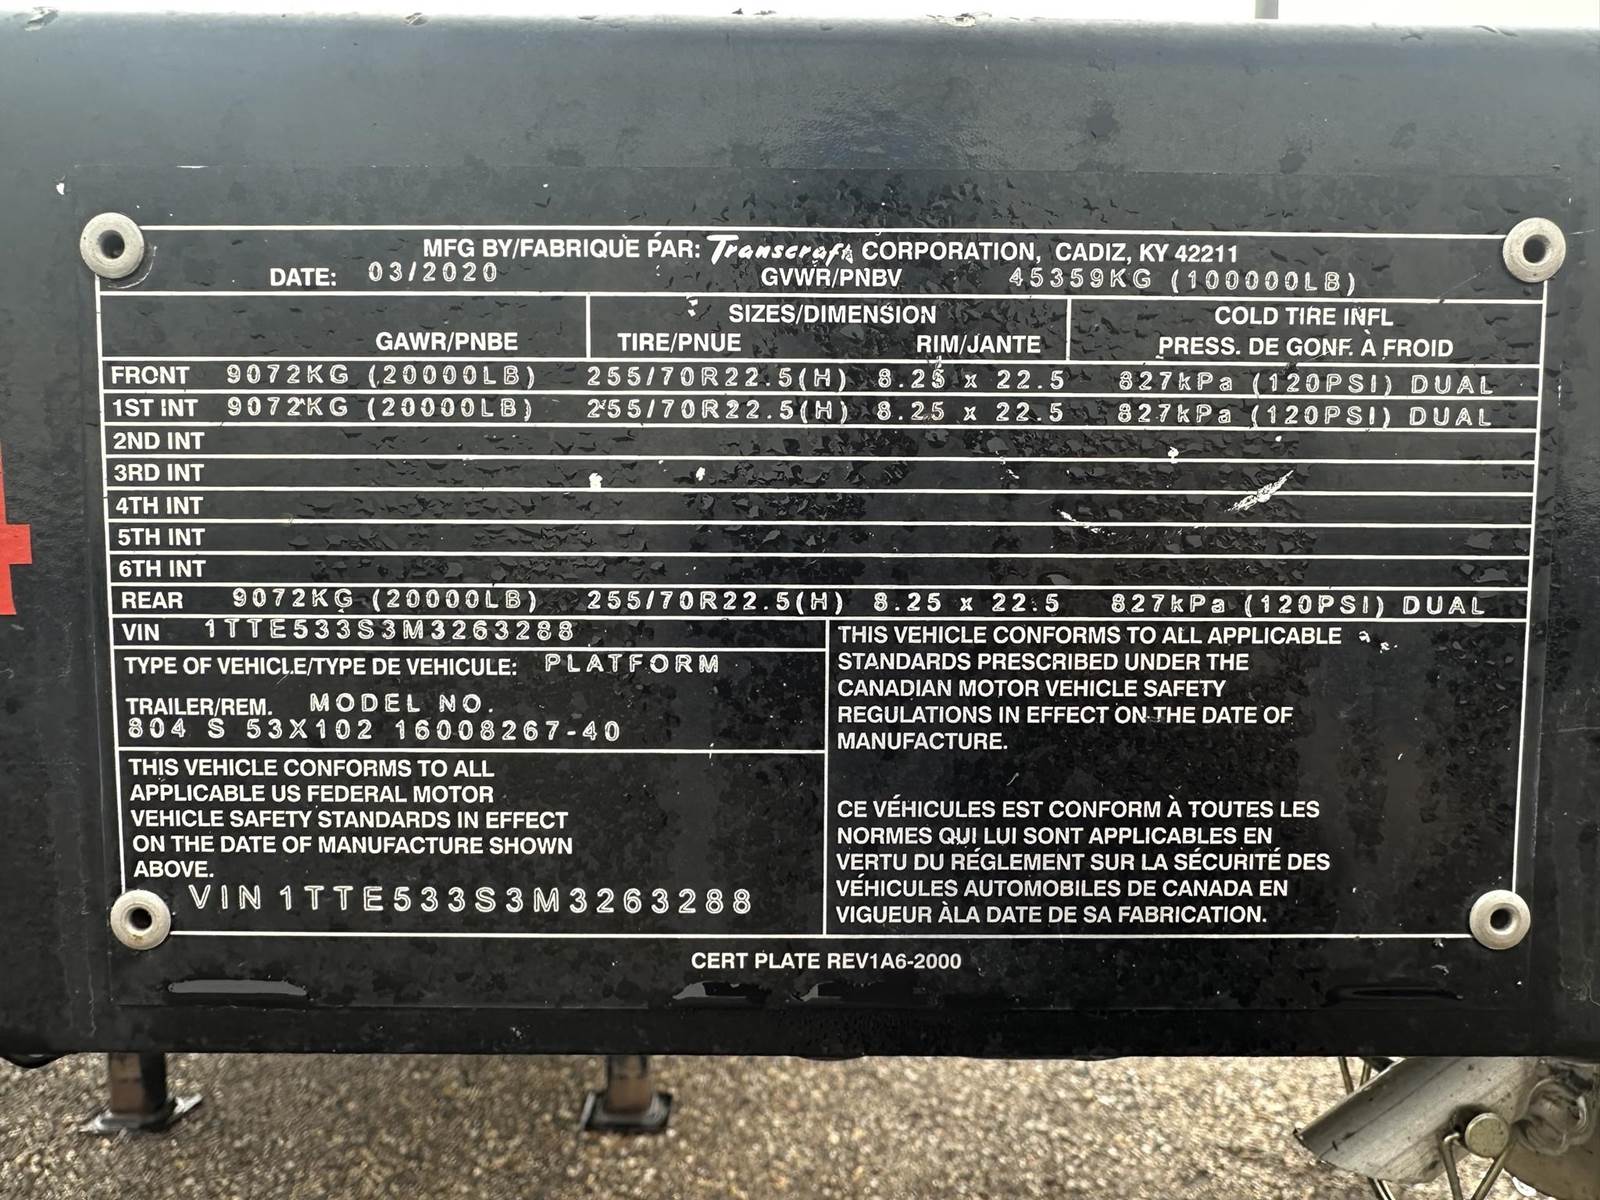 MFG BY/FABRIQUÉ PAR: Transcraft CORPORATION, CADIZ, KY 42211
DATE: 03/2020 GVWR/PNBV 45359KG (100000LB)
SIZES/DIMENSION COLD TIRE INFL
GAWR/PNBE TIRE/PNUE RIM/JANTE PRESS. DE GONF. À FROID
FRONT 9072KG (20000LB) 255/70R22.5(H) 8.25 x 22.5 827kPa (120PSI) DUAL
1ST INT 9072KG (20000LB) 255/70R22.5(H) 8.25 x 22.5 827kPa (120PSI) DUAL
2ND INT
3RD INT
4TH INT
5TH INT
6TH INT
REAR 9072KG (20000LB) 255/70R22.5(H) 8.25 x 22.5 827kPa (120PSI) DUAL
VIN 1TTE533S3M3263288
TYPE OF VEHICLE/TYPE DE VEHICULE: PLATFORM
TRAILER/REM. MODEL NO.
804 S 53X102 16008267-40
THIS VEHICLE CONFORMS TO ALL
APPLICABLE US FEDERAL MOTOR
VEHICLE SAFETY STANDARDS IN EFFECT
ON THE DATE OF MANUFACTURE SHOWN
ABOVE.
VIN 1TTE533S3M3263288
THIS VEHICLE CONFORMS TO ALL APPLICABLE
STANDARDS PRESCRIBED UNDER THE
CANADIAN MOTOR VEHICLE SAFETY
REGULATIONS IN EFFECT ON THE DATE OF
MANUFACTURE.
CE VÉHICULES EST CONFORM À TOUTES LES
NORMES QUI LUI SONT APPLICABLES EN
VERTU DU RÉGLEMENT SUR LA SÉCURITÉ DES
VÉHICULES AUTOMOBILES DE CANADA EN
VIGUEUR ÀLA DATE DE SA FABRICATION.
CERT PLATE REV1A6-2000